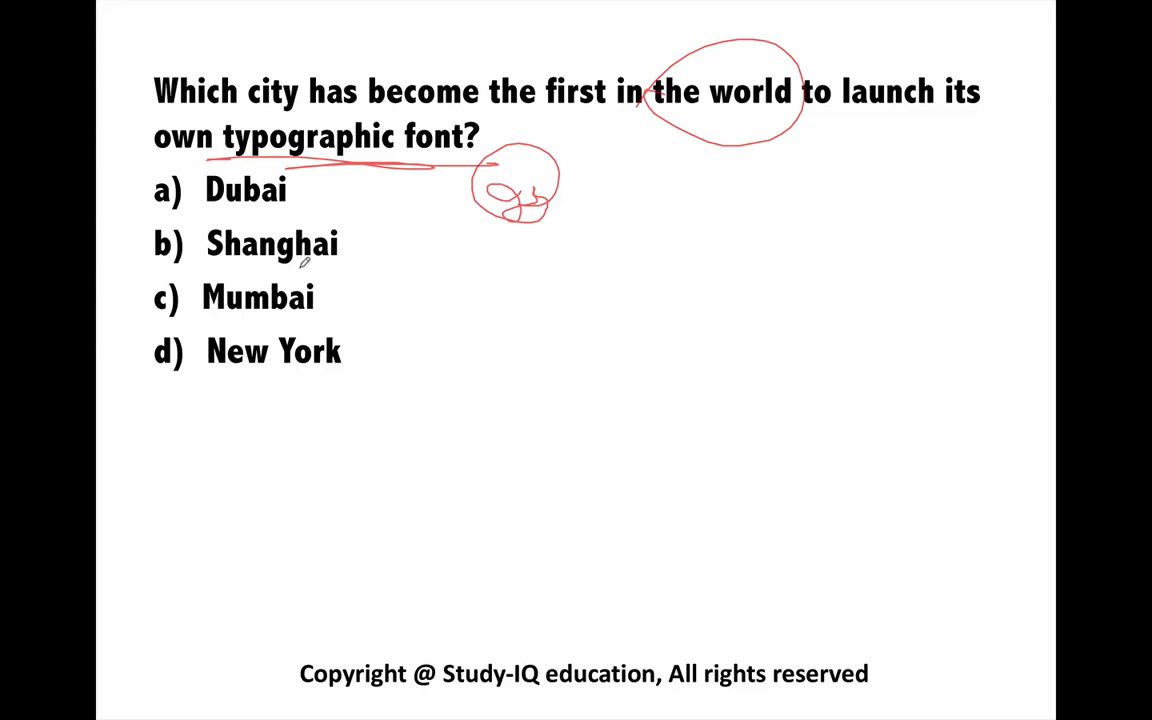 Which city has become the first in the world to launch its
own typographic font?
a) Dubai
b) Shanghai
c) Mumbai
d) New York
Copyright @ Study-IQ education, All rights reserved